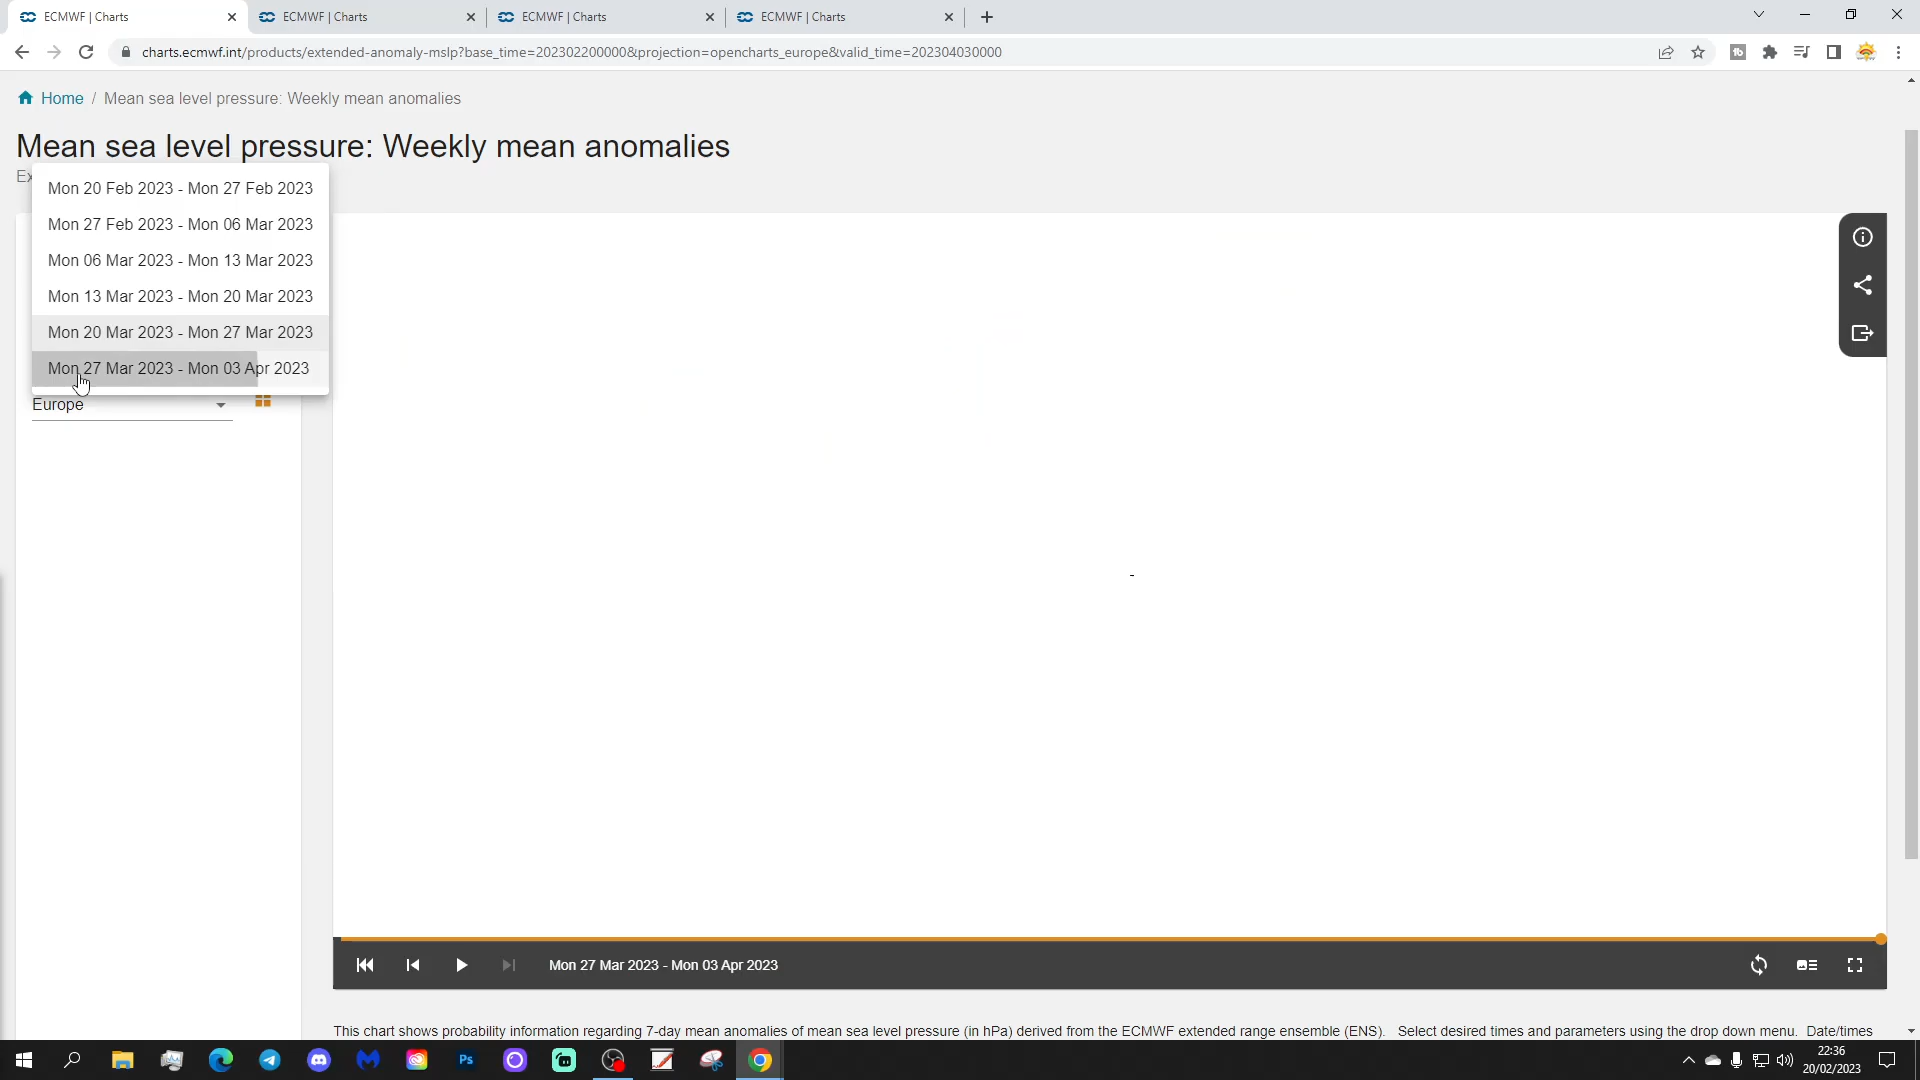 ECMWF | Charts
ECMWF | Charts
ECMWF | Charts
ECMWF | Charts
charts.ecmwf.int/products/extended-anomaly-mslp?base_time=202302200000&projection=opencharts_europe&valid_time=202304030000
Home / Mean sea level pressure: Weekly mean anomalies
Mean sea level pressure: Weekly mean anomalies
Ex
Mon 20 Feb 2023 - Mon 27 Feb 2023
Mon 27 Feb 2023 - Mon 06 Mar 2023
Mon 06 Mar 2023 - Mon 13 Mar 2023
Mon 13 Mar 2023 - Mon 20 Mar 2023
Mon 20 Mar 2023 - Mon 27 Mar 2023
Mon 27 Mar 2023 - Mon 03 Apr 2023
Europe
Mon 27 Mar 2023 - Mon 03 Apr 2023
This chart shows probability information regarding 7-day mean anomalies of mean sea level pressure (in hPa) derived from the ECMWF extended range ensemble (ENS). Select desired times and parameters using the drop down menu. Date/times
Ps
22:36
20/02/2023